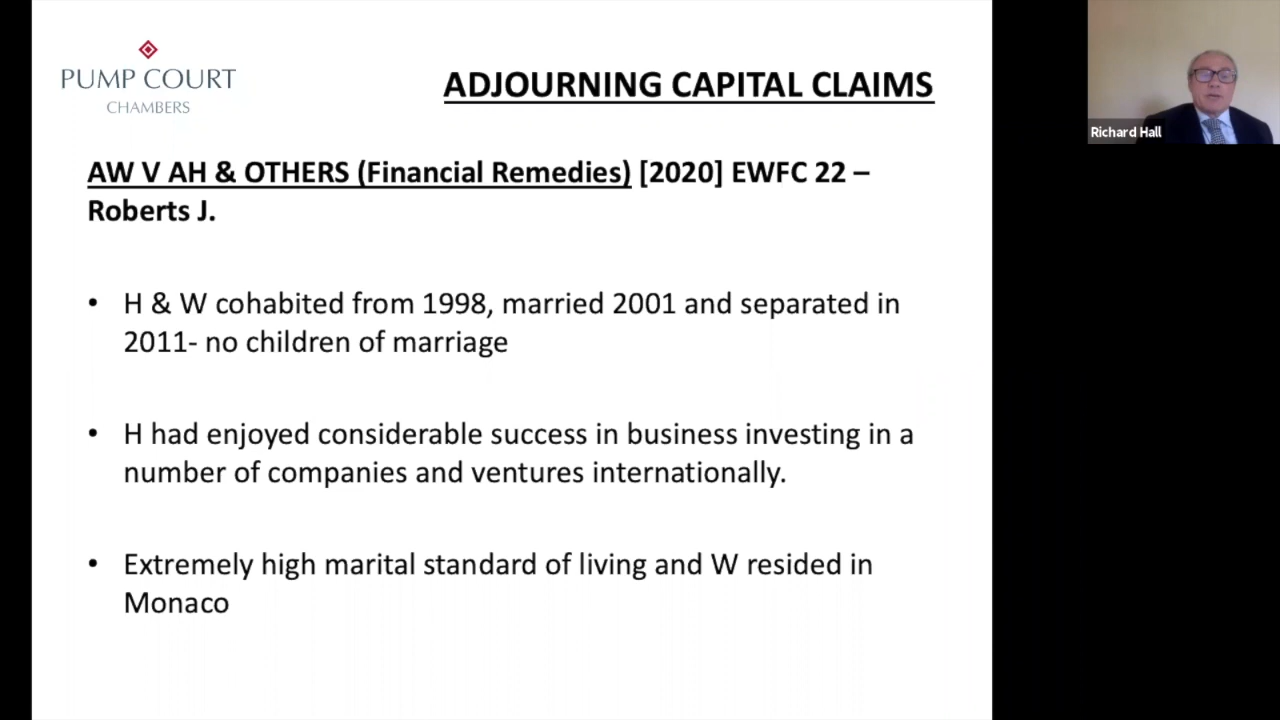 PUMP COURT
CHAMBERS
ADJOURNING CAPITAL CLAIMS
Richard Hall
AW V AH & OTHERS (Financial Remedies) [2020] EWFC 22 –
Roberts J.
• H & W cohabited from 1998, married 2001 and separated in
2011- no children of marriage
• H had enjoyed considerable success in business investing in a
number of companies and ventures internationally.
• Extremely high marital standard of living and W resided in
Monaco